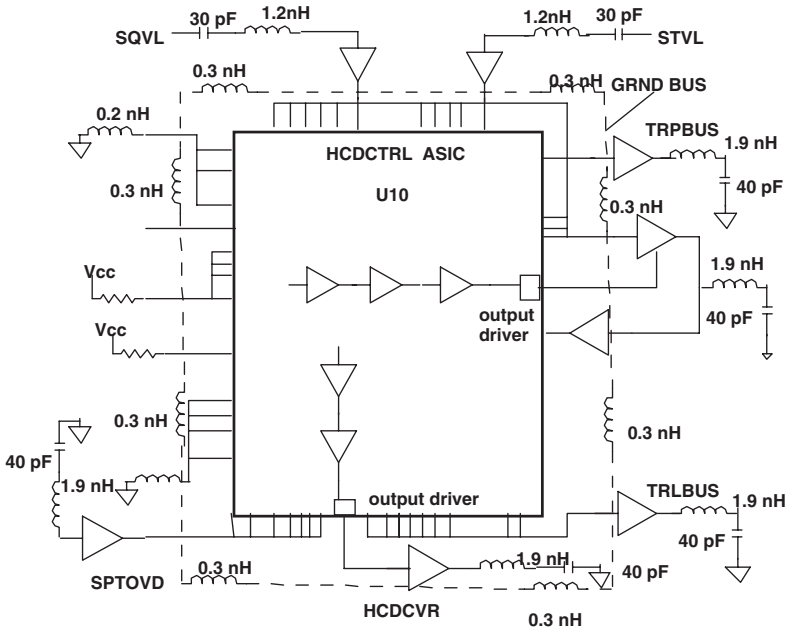 30 pF
1.2nH
SQVL
1.2nH
30 pF
STVL
0.3 nH
0.3 nH
GRND BUS
0.2 nH
TRPBUS
1.9 nH
HCDCTRL ASIC
40 pF
0.3 nH
U10
0.3 nH
Vcc
1.9 nH
output
driver
40 pF
Vcc
0.3 nH
0.3 nH
40 pF
1.9 nH
TRLBUS
1.9 nH
output driver
40 pF
SPTOVD
0.3 nH
1.9nH
40 pF
HCDCVR
0.3 nH